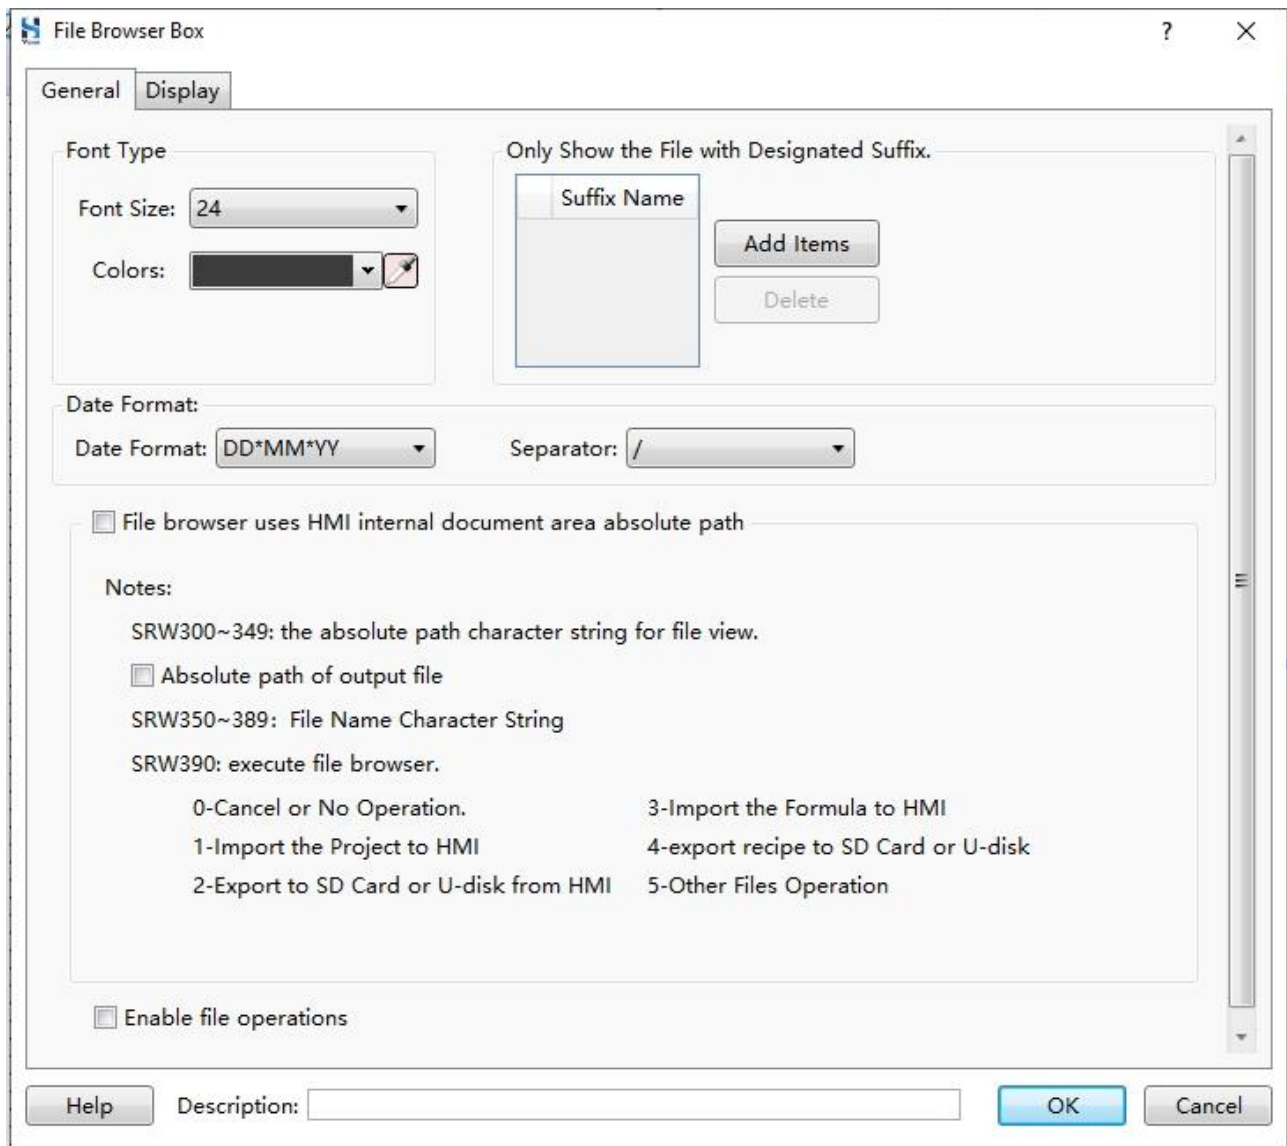 File Browser Box
General
Display
Font Type
Font Size: 24
Colors:
Only Show the File with Designated Suffix.
Suffix Name
Add Items
Delete
Date Format:
Date Format: DD*MM*YY
Separator: /
File browser uses HMI internal document area absolute path
Notes:
SRW300~349: the absolute path character string for file view.
Absolute path of output file
SRW350~389: File Name Character String
SRW390: execute file browser.
0-Cancel or No Operation.
3-Import the Formula to HMI
1-Import the Project to HMI
4-export recipe to SD Card or U-disk
2-Export to SD Card or U-disk from HMI
5-Other Files Operation
Enable file operations
Help
Description:
OK
Cancel